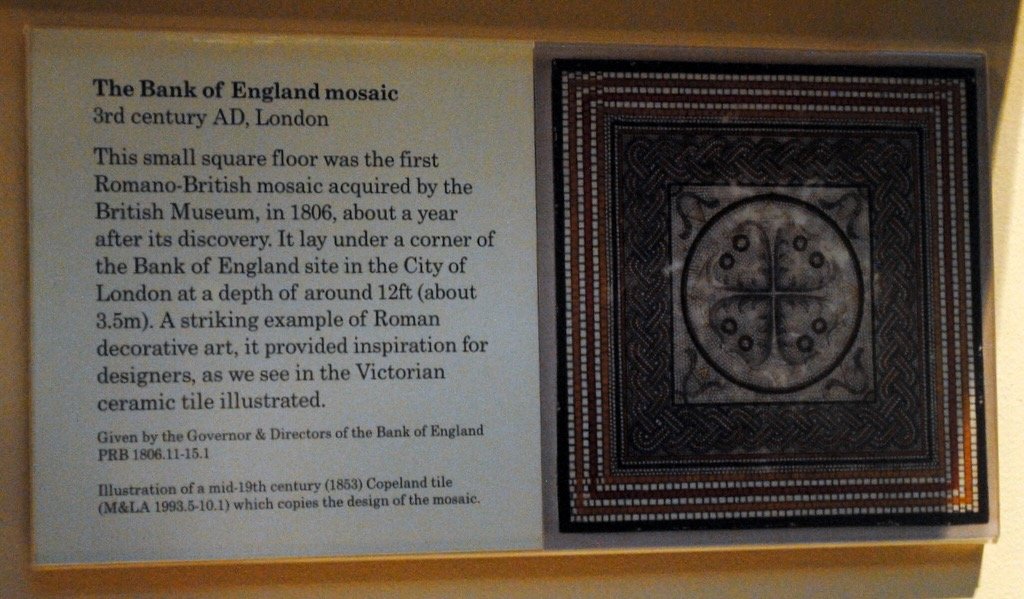 The Bank of England mosaic
3rd century AD, London
This small square floor was the first
Romano-British mosaic acquired by the
British Museum, in 1806, about a year
after its discovery. It lay under a corner of
the Bank of England site in the City of
London at a depth of around 12ft (about
3.5m). A striking example of Roman
decorative art, it provided inspiration for
designers, as we see in the Victorian
ceramic tile illustrated.
Given by the Governor & Directors of the Bank of England
PRB 1806.11-15.1
Illustration of a mid-19th century (1853) Copeland tile
(M&LA 1993.5-10.1) which copies the design of the mosaic.